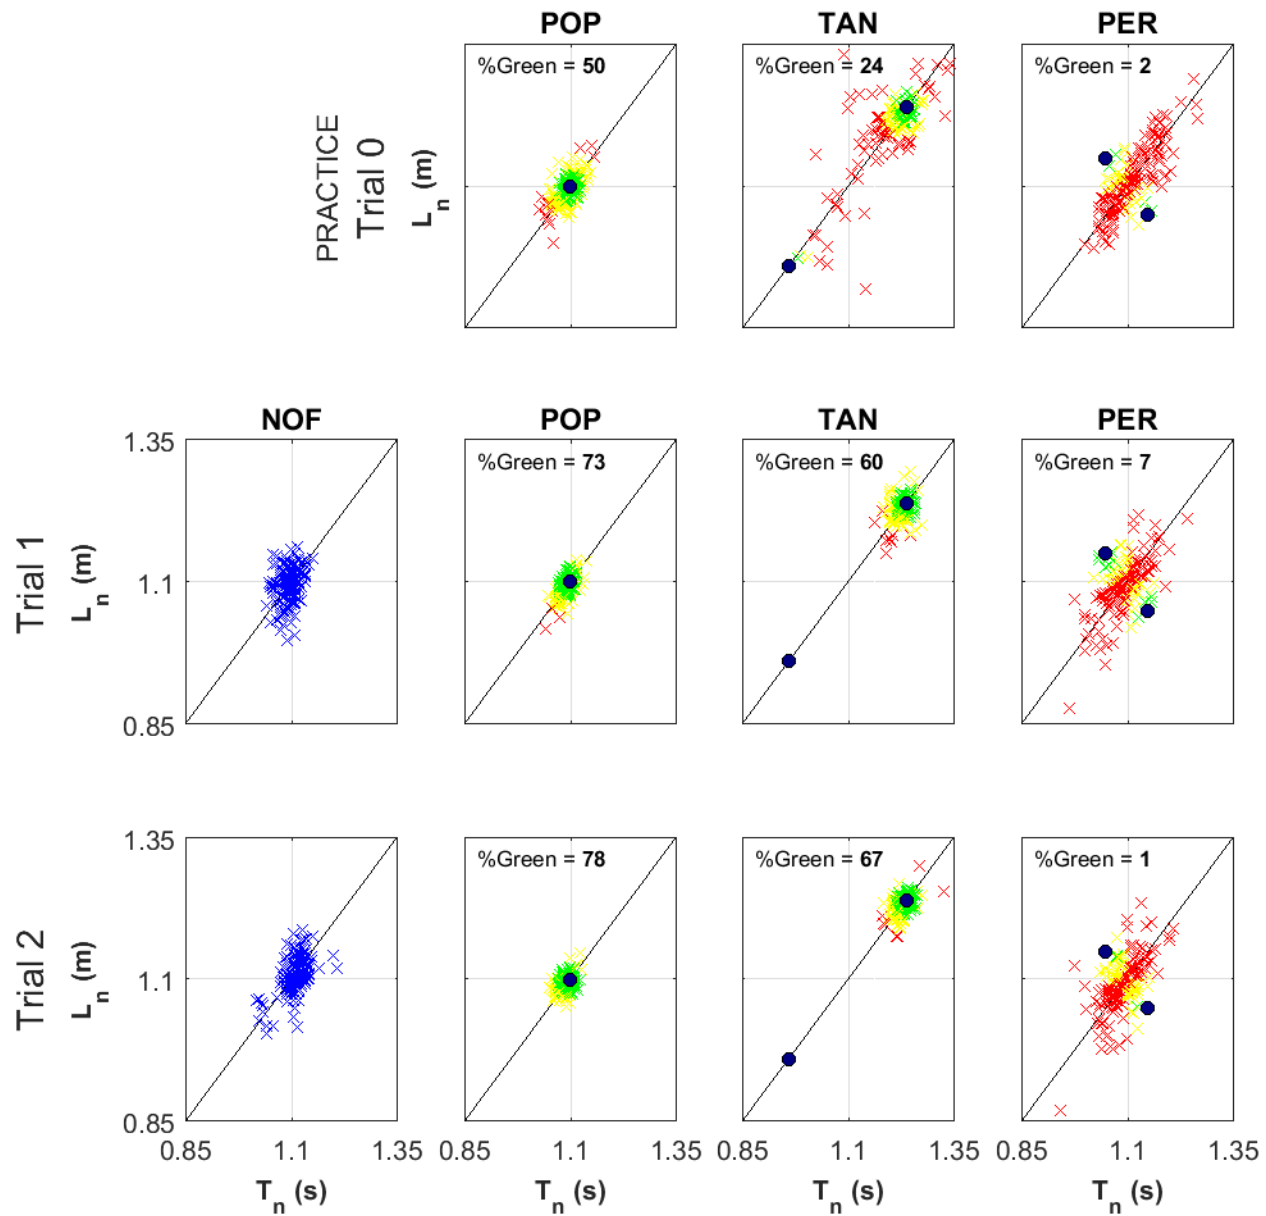 POP TAN PER
%Green = 50 %Green = 24 %Green = 2
PRACTICE
Trial 0
L_n (m)
NOF POP TAN PER
1.35
%Green = 73 %Green = 60 %Green = 7
Trial 1
L_n (m)
1.1
0.85
1.35
%Green = 78 %Green = 67 %Green = 1
Trial 2
L_n (m)
1.1
0.85
0.85 1.1 1.35 0.85 1.1 1.35 0.85 1.1 1.35 0.85 1.1 1.35
T_n (s) T_n (s) T_n (s) T_n (s)